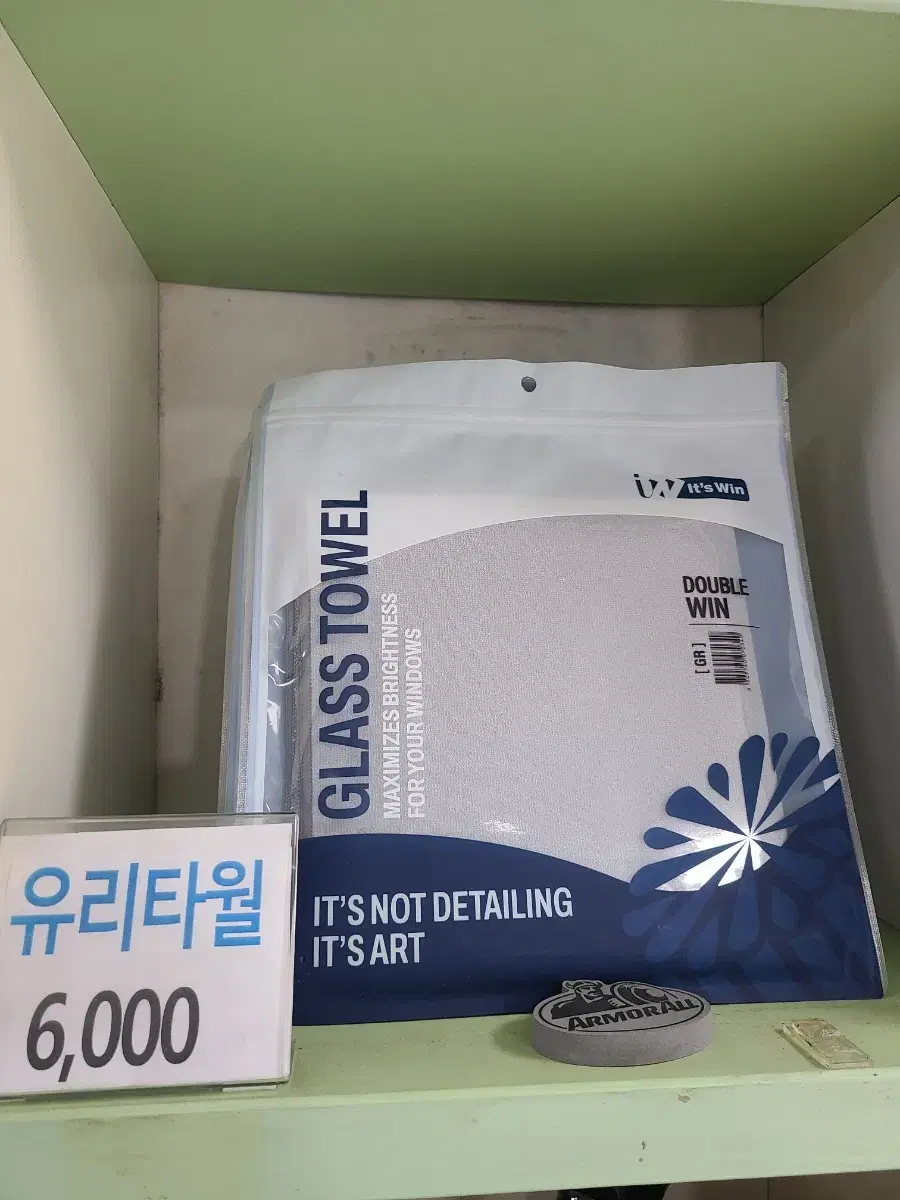 iw It's Win
GLASS TOWEL
MAXIMIZES BRIGHTNESS
FOR YOUR WINDOWS
DOUBLE
WIN
[GR]
IT'S NOT DETAILING
IT'S ART
유리타월
6,000
ARMORALL